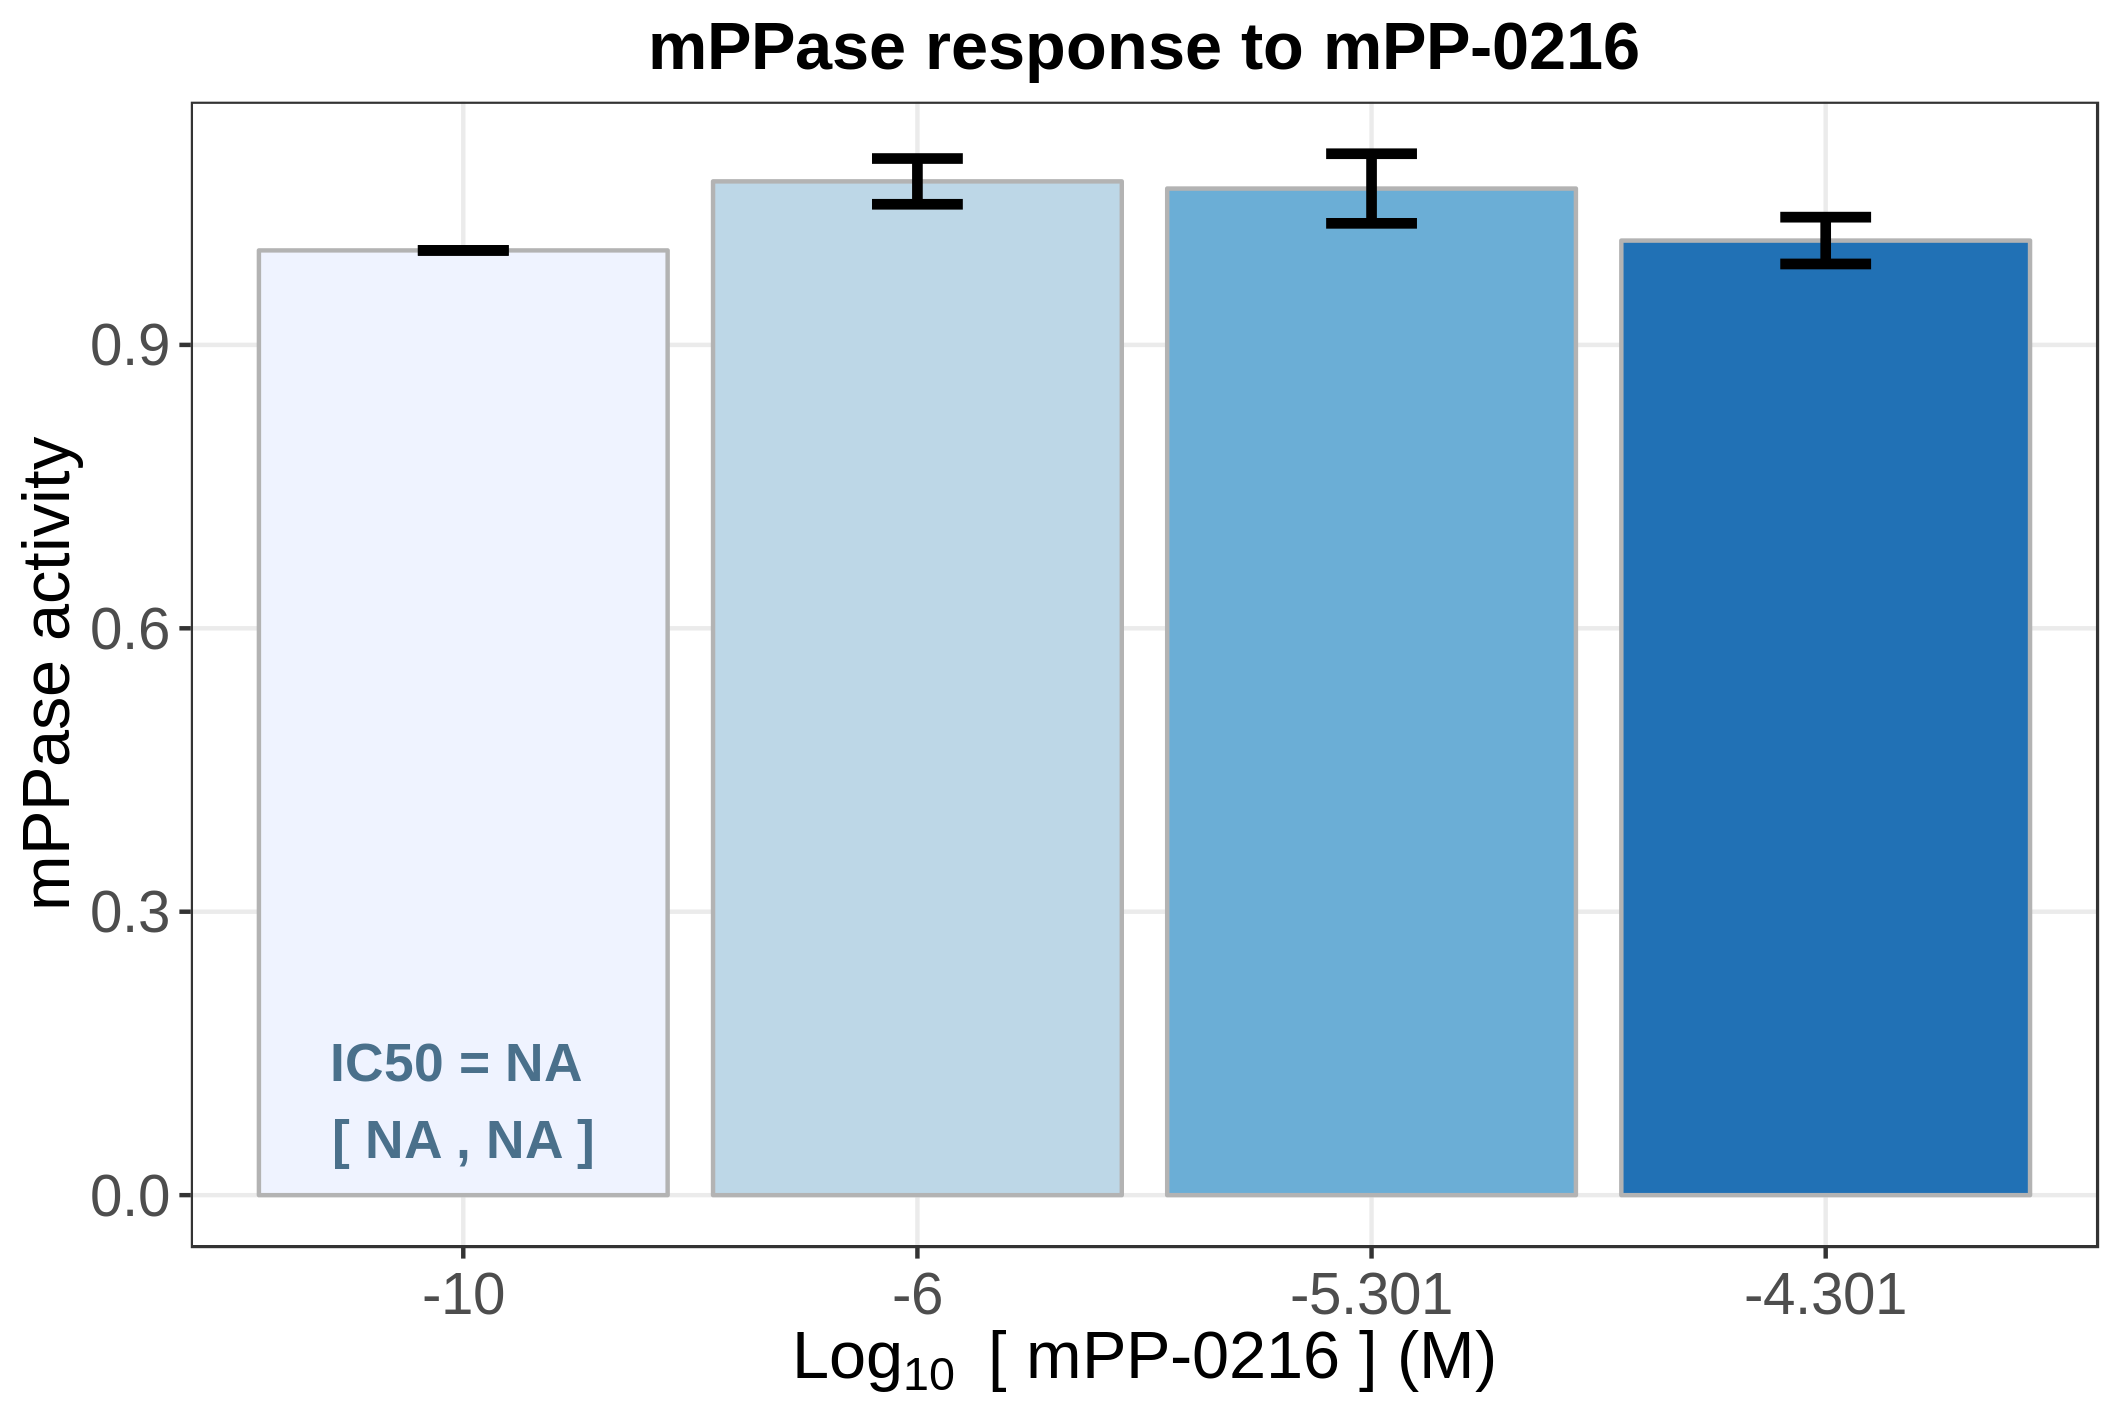 mPPase response to mPP-0216
mPPase activity
0.9
0.6
0.3
0.0
IC50 = NA
[ NA , NA ]
-10
-6
-5.301
-4.301
Log10 [ mPP-0216 ] (M)